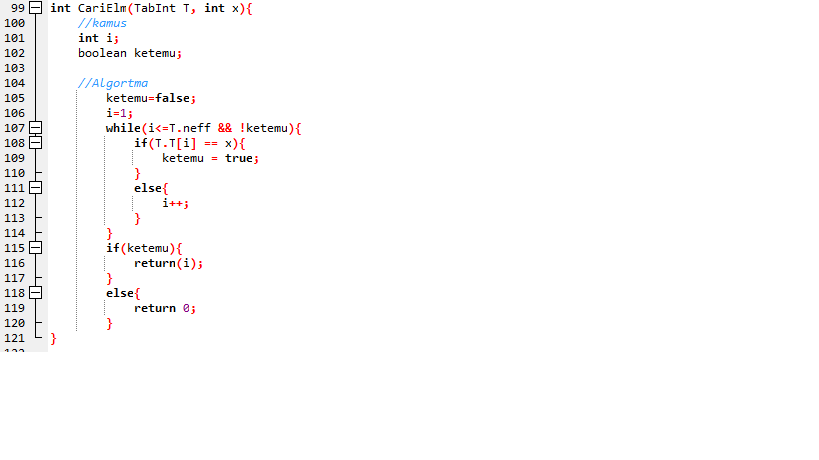 99 int CariElm(TabInt T, int x){
100 //kamus
101 int i;
102 boolean ketemu;
103
104 //Algortma
105 ketemu=false;
106 i=1;
107 while(i<=T.neff && !ketemu){
108 if(T.T[i] == x){
109 ketemu = true;
110 }
111 else{
112 i++;
113 }
114 }
115 if(ketemu){
116 return(i);
117 }
118 else{
119 return 0;
120 }
121 }